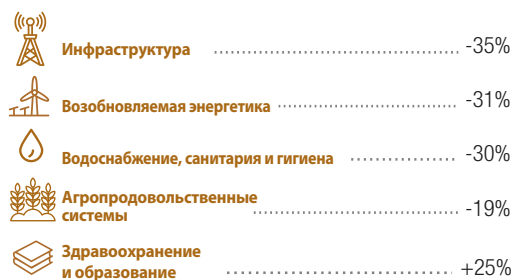 Инфраструктура ........................................ -35%
Возобновляемая энергетика ........................................ -31%
Водоснабжение, санитария и гигиена ........................ -30%
Агропродовольственные
системы ........................................ -19%
Здравоохранение
и образование ........................................ +25%